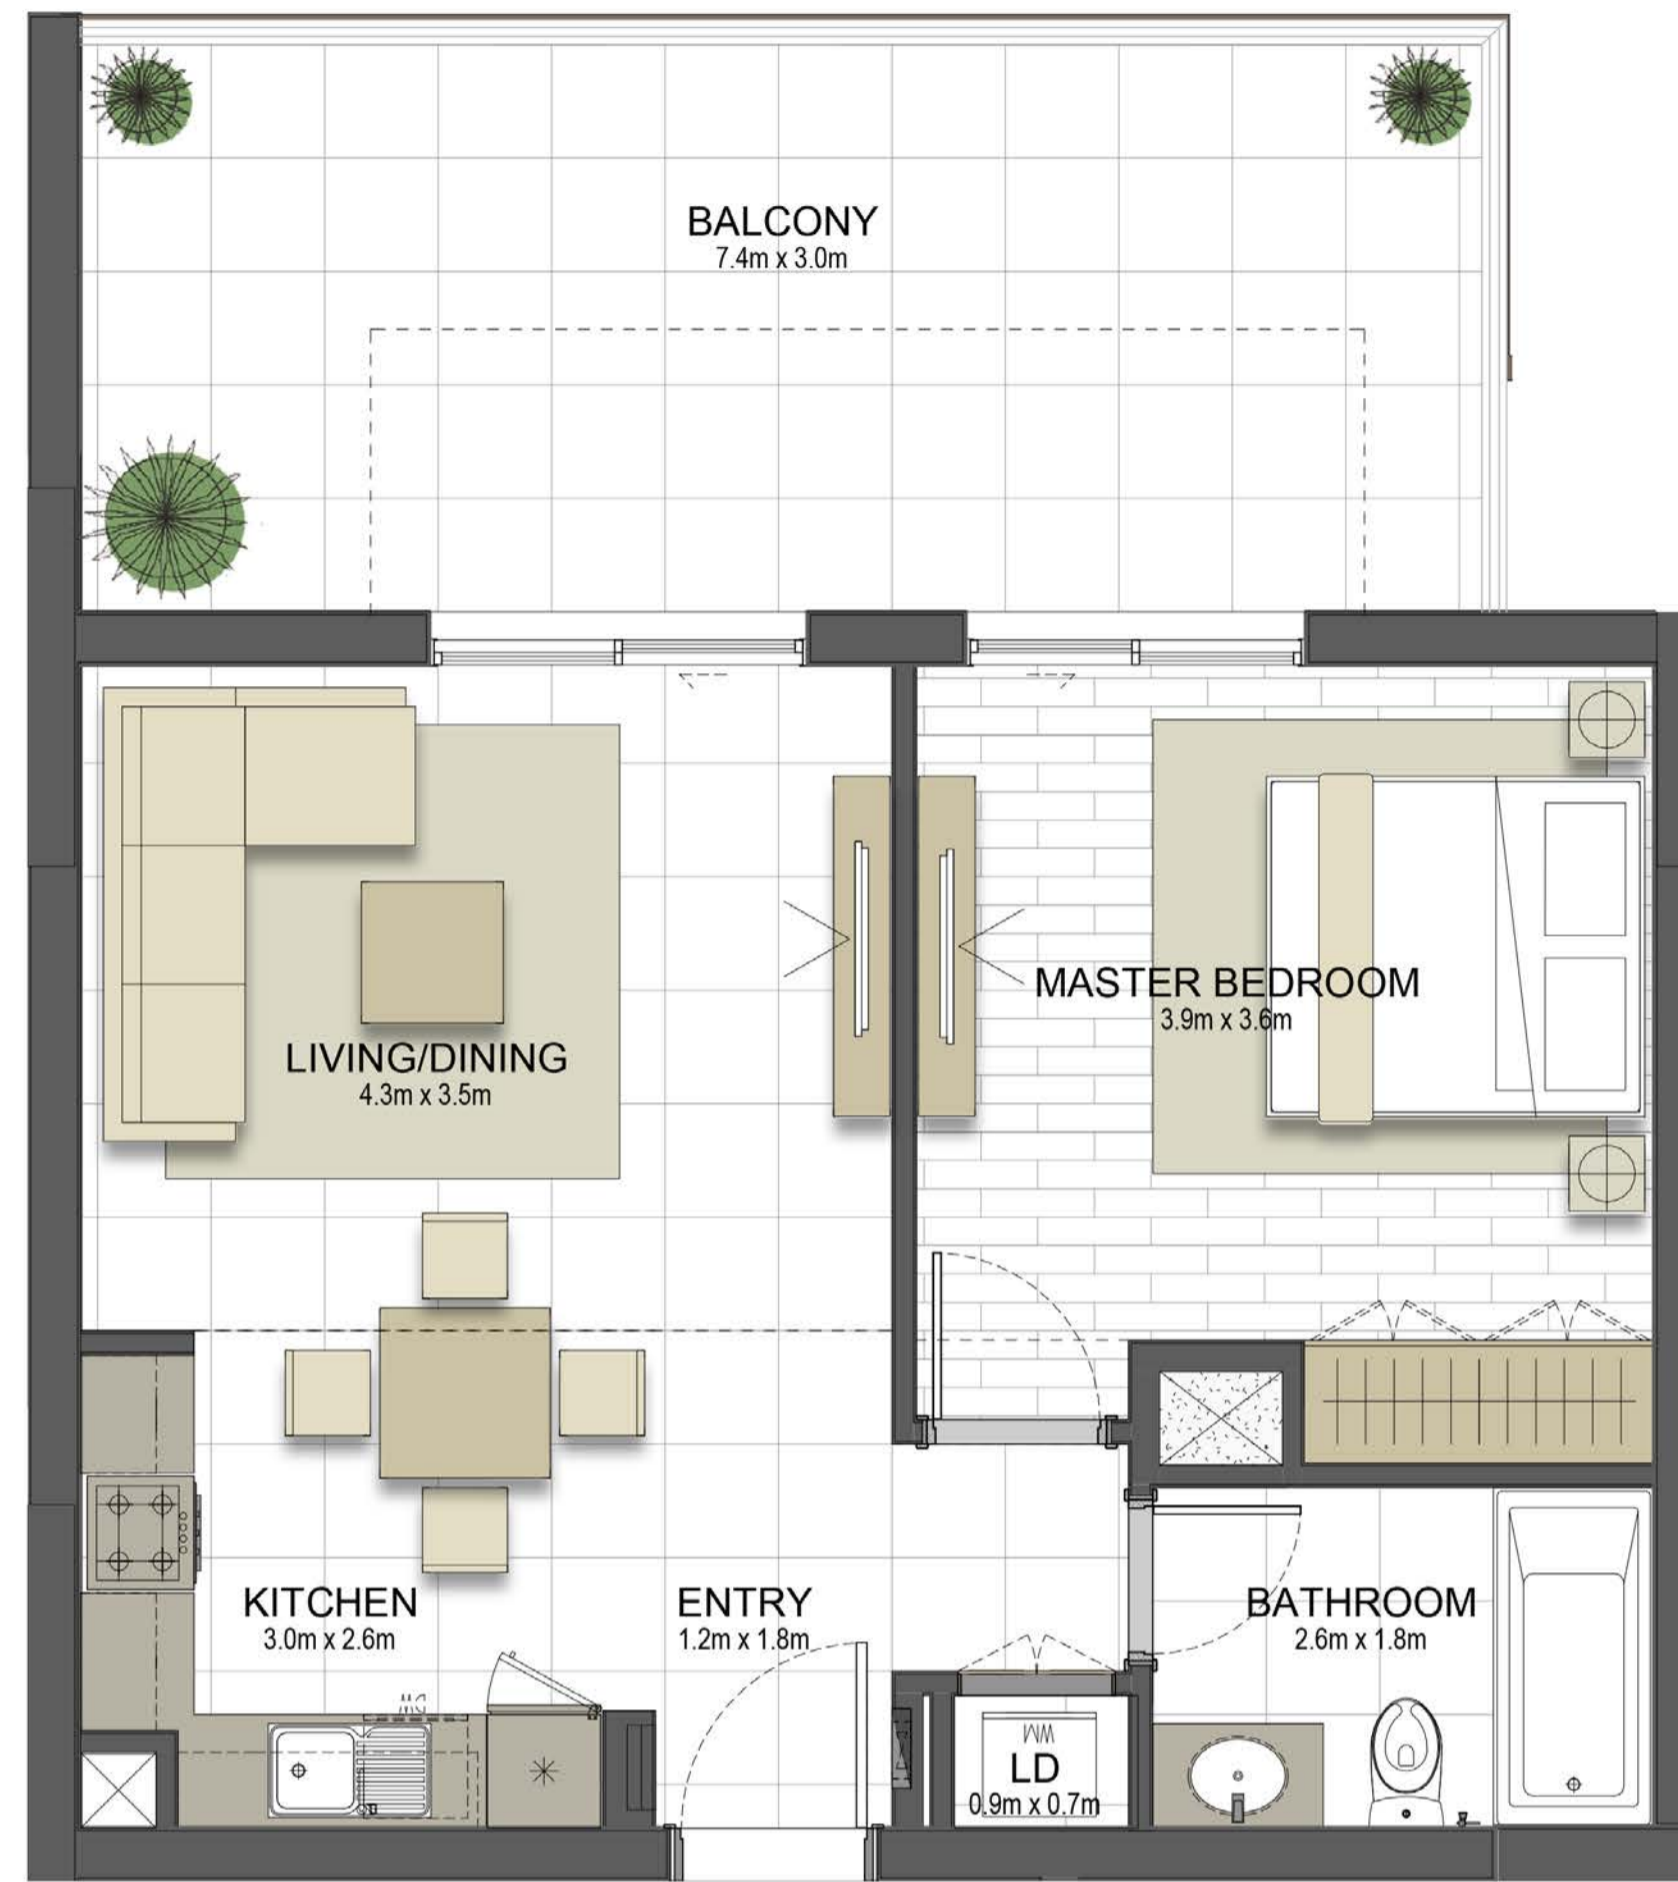 BALCONY
7.4m x 3.0m
MASTER BEDROOM
3.9m x 3.6m
LIVING/DINING
4.3m x 3.5m
KITCHEN
3.0m x 2.6m
ENTRY
1.2m x 1.8m
BATHROOM
2.6m x 1.8m
DW
WM
LD
0.9m x 0.7m